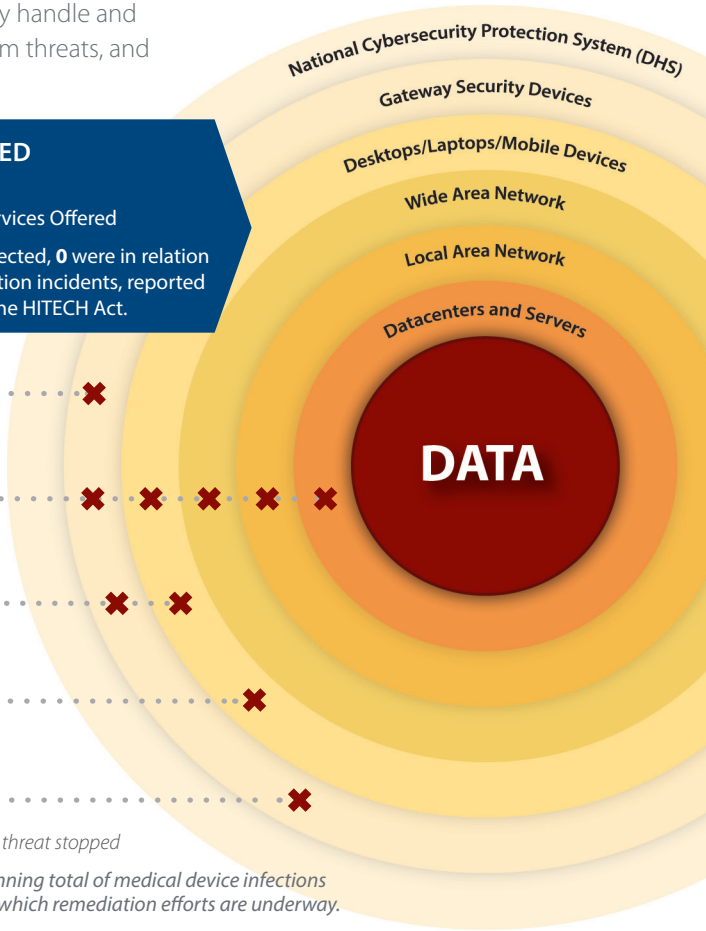 y handle and
m threats, and
National Cybersecurity Protection System (DHS)
Gateway Security Devices
Desktops/Laptops/Mobile Devices
Wide Area Network
Local Area Network
Datacenters and Servers
DATA
ED
vices Offered
ected, 0 were in relation
tion incidents, reported
he HITECH Act.
threat stopped
nning total of medical device infections
which remediation efforts are underway.